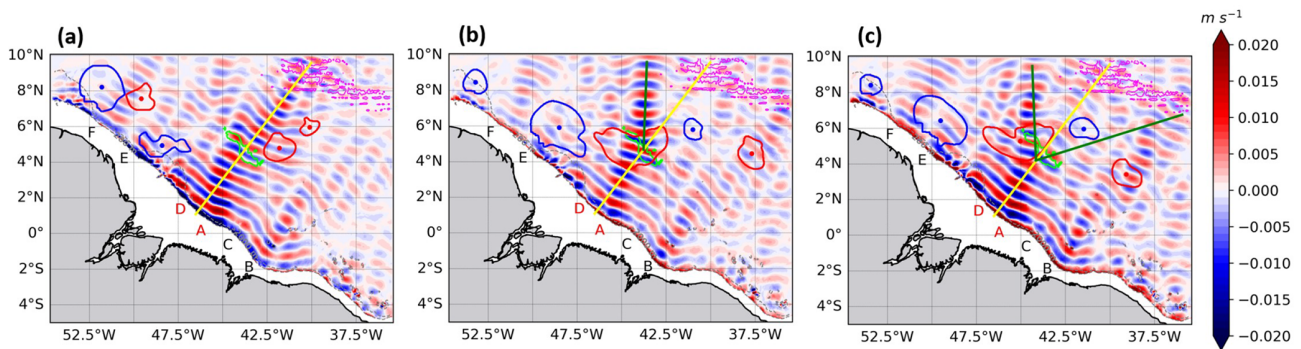 (a)
(b)
(c)
m s⁻¹
10°N
8°N
6°N
4°N
2°N
0°
2°S
4°S
F
E
D
A
C
B
52.5°W
47.5°W
42.5°W
37.5°W
10°N
8°N
6°N
4°N
2°N
0°
2°S
4°S
F
E
D
A
C
B
52.5°W
47.5°W
42.5°W
37.5°W
10°N
8°N
6°N
4°N
2°N
0°
2°S
4°S
F
E
D
A
C
B
52.5°W
47.5°W
42.5°W
37.5°W
0.020
0.015
0.010
0.005
0.000
−0.005
−0.010
−0.015
−0.020